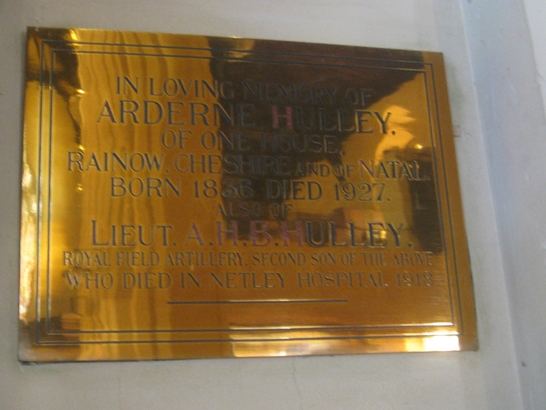 IN LOVING MEMORY OF
ARDERNE HULLEY.
OF ONE HOUSE,
RAINOW, CHESHIRE AND OF NATAL
BORN 1836 DIED 1927.
ALSO OF
LIEUT. A.H.B. HULLEY.
ROYAL FIELD ARTILLERY, SECOND SON OF THE ABOVE
WHO DIED IN NETLEY HOSPITAL, 1918